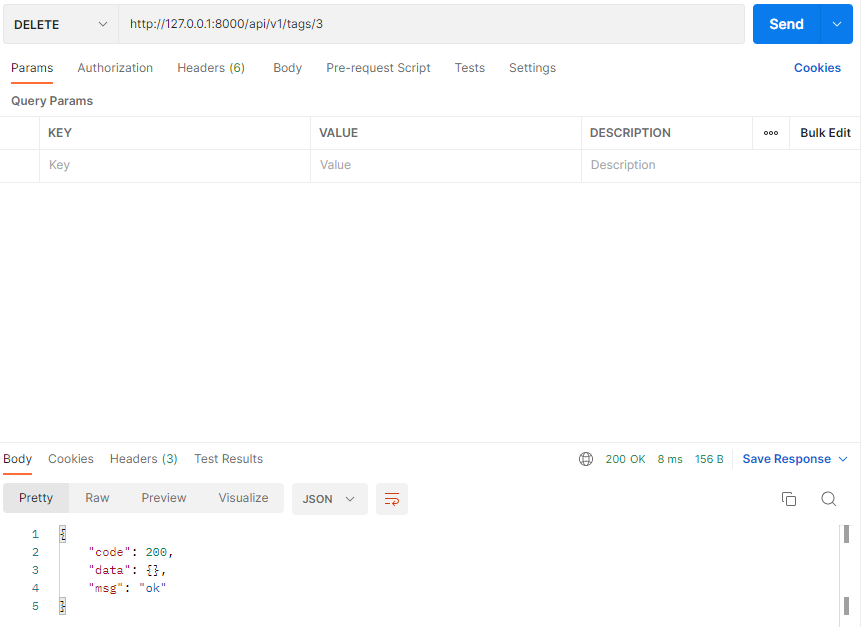 DELETE http://127.0.0.1:8000/api/v1/tags/3 Send
Params Authorization Headers (6) Body Pre-request Script Tests Settings Cookies
Query Params
KEY VALUE DESCRIPTION ooo Bulk Edit
Key Value Description
Body Cookies Headers (3) Test Results 200 OK 8 ms 156 B Save Response
Pretty Raw Preview Visualize JSON
1 {
2 "code": 200,
3 "data": {},
4 "msg": "ok"
5 }